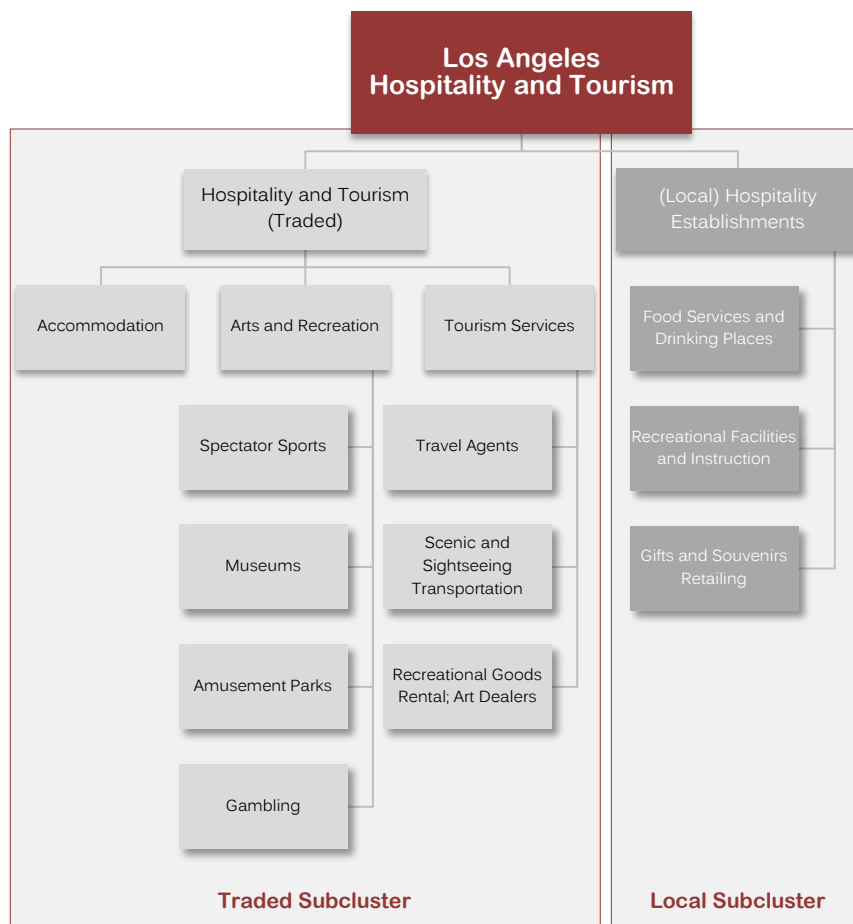 Los Angeles
Hospitality and Tourism
Hospitality and Tourism
(Traded)
(Local) Hospitality
Establishments
Accommodation
Arts and Recreation
Tourism Services
Food Services and
Drinking Places
Spectator Sports
Travel Agents
Recreational Facilities
and Instruction
Museums
Scenic and
Sightseeing
Transportation
Gifts and Souvenirs
Retailing
Amusement Parks
Recreational Goods
Rental; Art Dealers
Gambling
Traded Subcluster
Local Subcluster